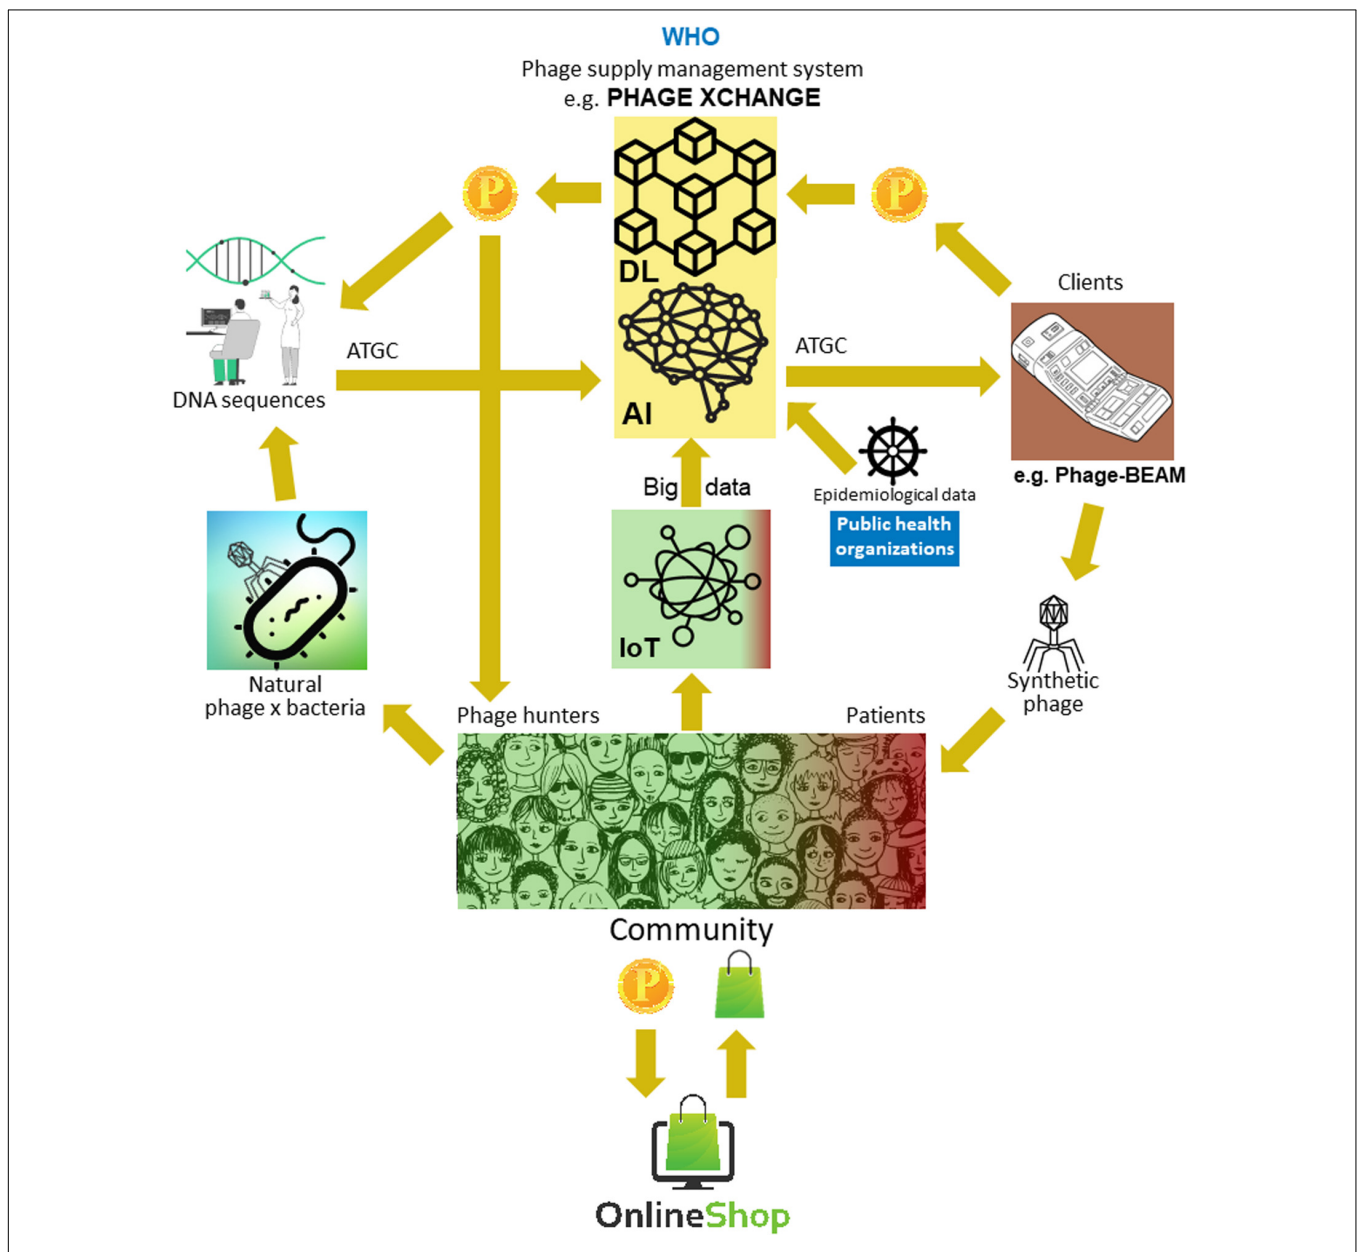 WHO
Phage supply management system
e.g. PHAGE XCHANGE
P
P
DL
Clients
ATGC
ATGC
DNA sequences
AI
e.g. Phage-BEAM
Big data
Epidemiological data
Public health
organizations
IoT
Natural
phage x bacteria
Synthetic
phage
Phage hunters
Patients
Community
P
OnlineShop